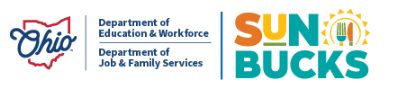 Ohio
Department of
Education & Workforce
Department of
Job & Family Services
SUN
BUCKS